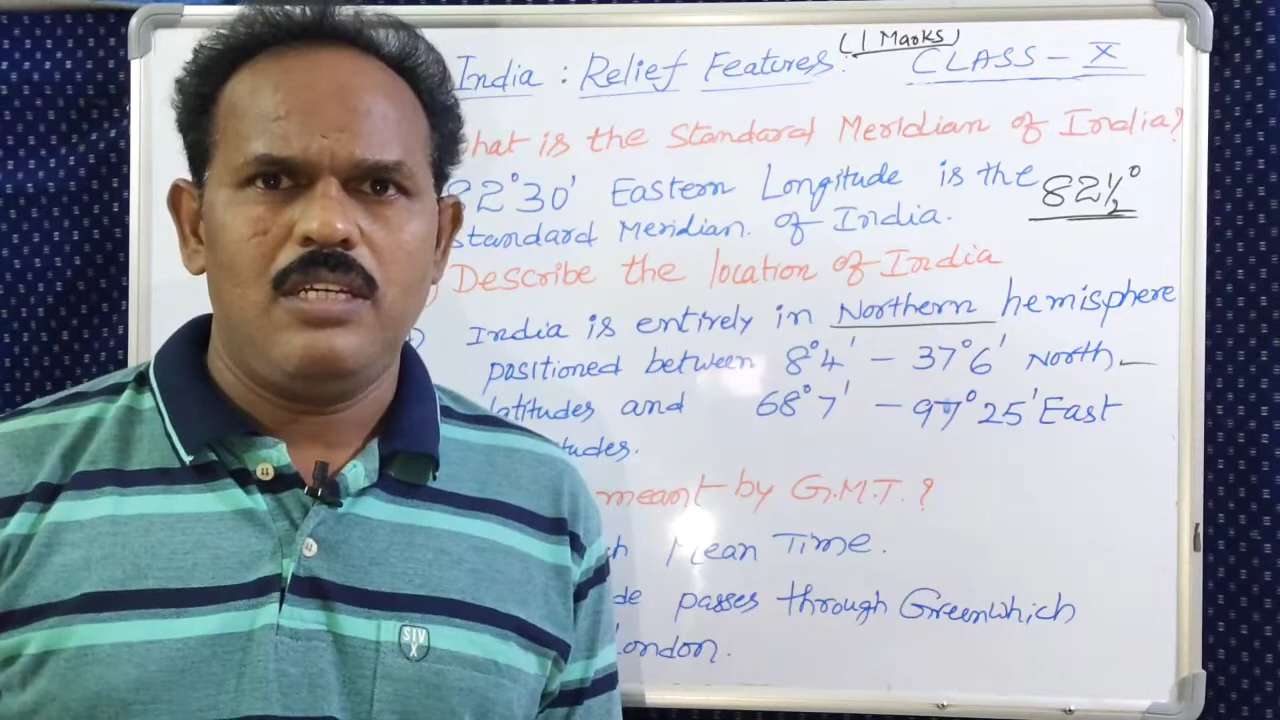 (1 Marks)
India : Relief Features. CLASS - X
hat is the Standard Meridian of India?
82°30' Eastern Longitude is the 82½°
standard Meridian of India.
) Describe the location of India
) India is entirely in Northern hemisphere
positioned between 8°4' - 37°6' North
latitudes and 68°7' - 97°25' East
tudes.
meant by G.M.T.?
h Mean Time.
de passes through Greenwhich
London.
SIV
X